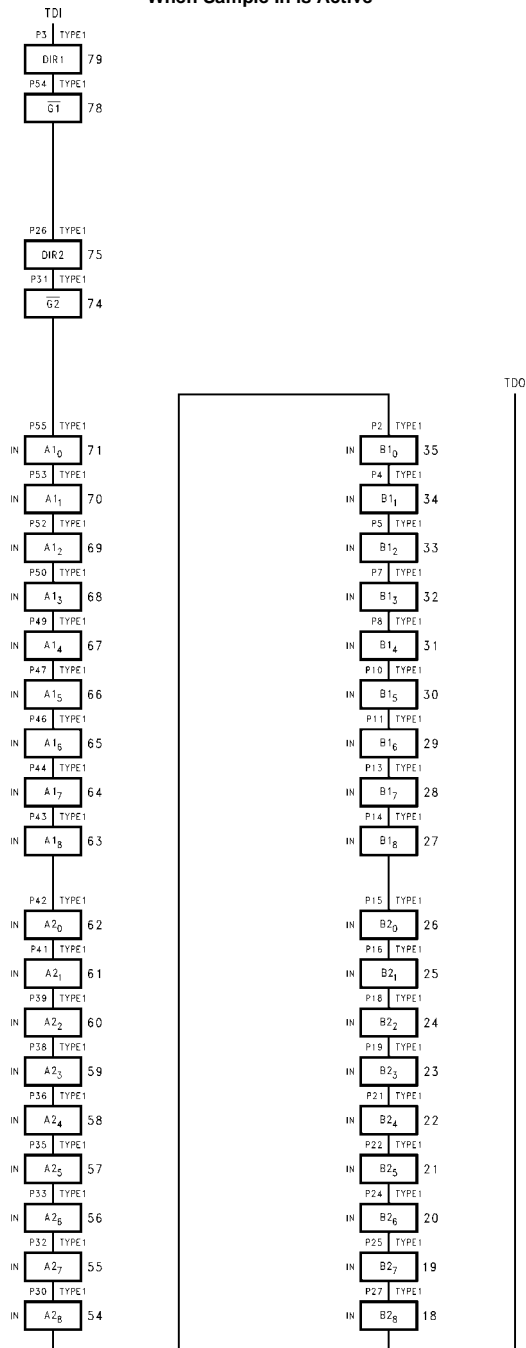 When Sample In Is Active
TDI
P3 TYPE1
DIR1 79
P54 TYPE1
G1 78
P26 TYPE1
DIR2 75
P31 TYPE1
G2 74
TDO
P55 TYPE1
IN A1₀ 71
P53 TYPE1
IN A1₁ 70
P52 TYPE1
IN A1₂ 69
P50 TYPE1
IN A1₃ 68
P49 TYPE1
IN A1₄ 67
P47 TYPE1
IN A1₅ 66
P46 TYPE1
IN A1₆ 65
P44 TYPE1
IN A1₇ 64
P43 TYPE1
IN A1₈ 63
P42 TYPE1
IN A2₀ 62
P41 TYPE1
IN A2₁ 61
P39 TYPE1
IN A2₂ 60
P38 TYPE1
IN A2₃ 59
P36 TYPE1
IN A2₄ 58
P35 TYPE1
IN A2₅ 57
P33 TYPE1
IN A2₆ 56
P32 TYPE1
IN A2₇ 55
P30 TYPE1
IN A2₈ 54
P2 TYPE1
IN B1₀ 35
P4 TYPE1
IN B1₁ 34
P5 TYPE1
IN B1₂ 33
P7 TYPE1
IN B1₃ 32
P8 TYPE1
IN B1₄ 31
P10 TYPE1
IN B1₅ 30
P11 TYPE1
IN B1₆ 29
P13 TYPE1
IN B1₇ 28
P14 TYPE1
IN B1₈ 27
P15 TYPE1
IN B2₀ 26
P16 TYPE1
IN B2₁ 25
P18 TYPE1
IN B2₂ 24
P19 TYPE1
IN B2₃ 23
P21 TYPE1
IN B2₄ 22
P22 TYPE1
IN B2₅ 21
P24 TYPE1
IN B2₆ 20
P25 TYPE1
IN B2₇ 19
P27 TYPE1
IN B2₈ 18